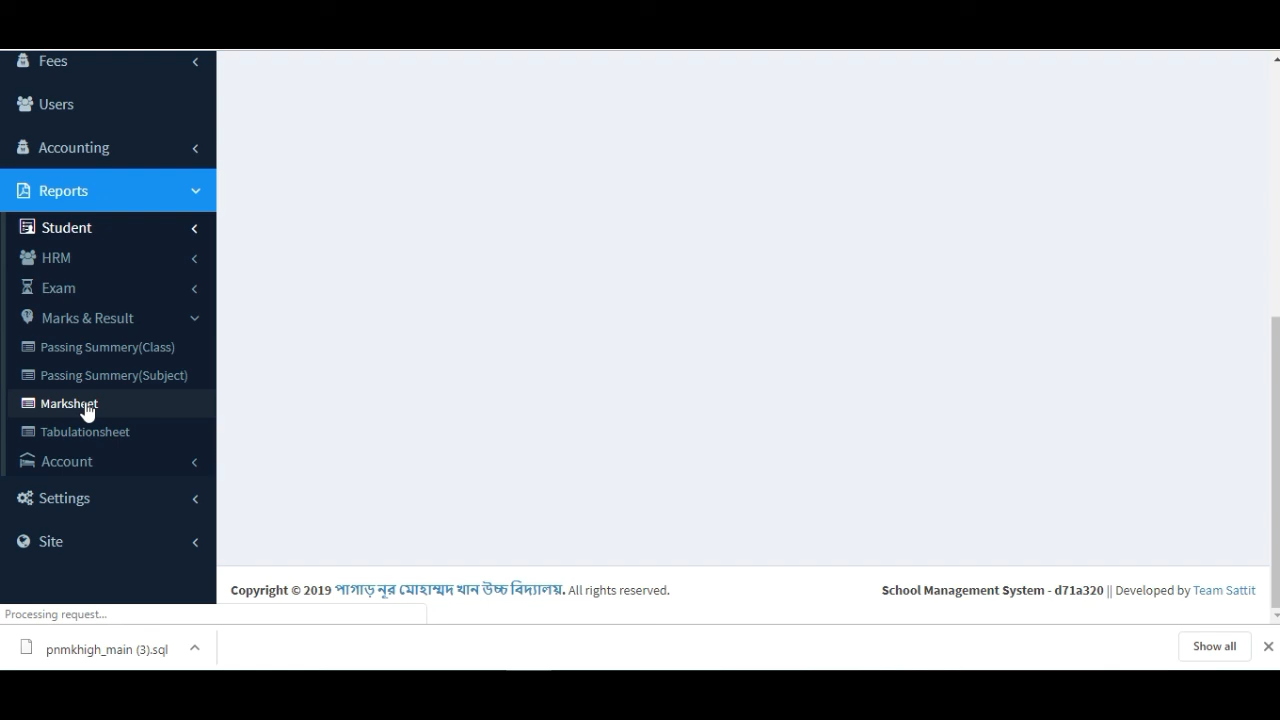 Fees
Users
Accounting
Reports
Student
HRM
Exam
Marks & Result
Passing Summery(Class)
Passing Summery(Subject)
Marksheet
Tabulationsheet
Account
Settings
Site
Copyright © 2019 পাগাড় নূর মোহাম্মদ খান উচ্চ বিদ্যালয়. All rights reserved.
School Management System - d71a320 || Developed by Team Sattit
Processing request...
pnmkhigh_main (3).sql
Show all